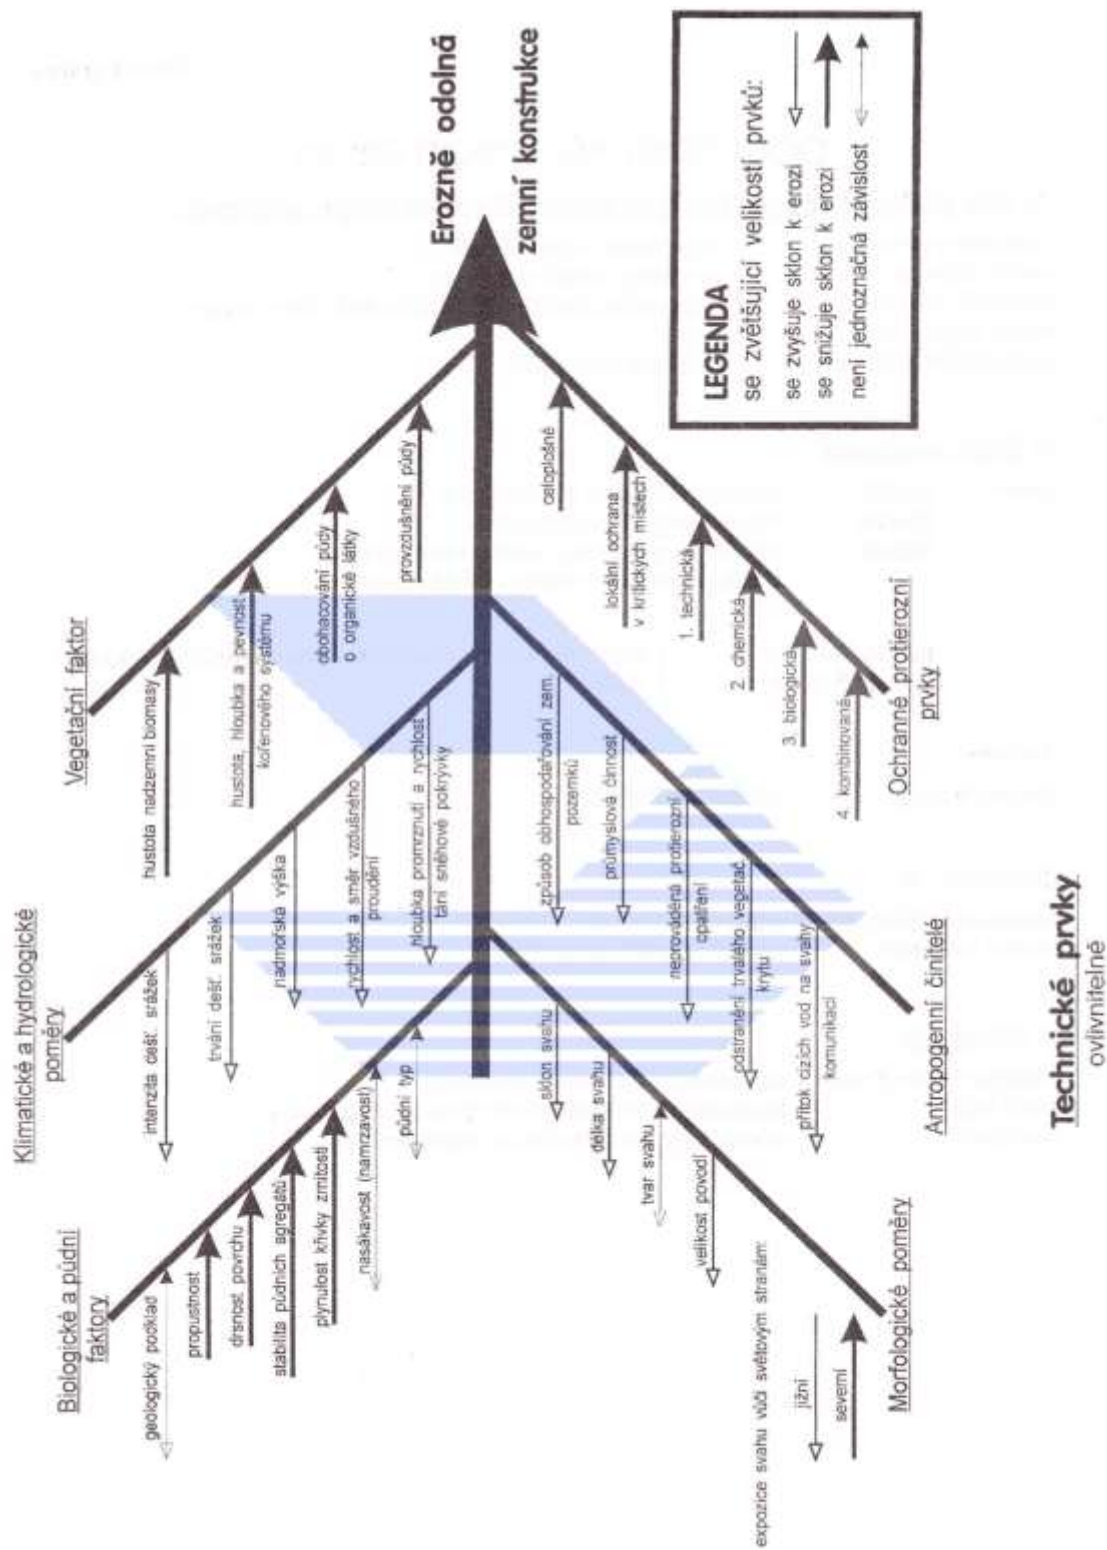 Biologické a půdní
faktory
geologický podklad
propustnost
drsnost povrchu
stabilita půdních agregátů
plynulost křivky zrnitosti
nasákavost (namrzavost)
půdní typ
Klimatické a hydrologické
poměry
intenzita dešť. srážek
trvání dešť. srážek
nadmořská výška
rychlost a směr vzdušného
proudění
hloubka promrznutí a rychlost
tání sněhové pokrývky
Vegetační faktor
hustota nadzemní biomasy
hustota, hloubka a pevnost
kořenového systému
obohacování půdy
o organické látky
provzdušnění půdy
Erozně odolná
zemní konstrukce
sklon svahu
délka svahu
tvar svahu
velikost povodí
expozice svahu vůči světovým stranám:
jižní
severní
Morfologické poměry
způsob obhospodařování zem.
pozemků
průmyslová činnost
neprováděná protierozní
opatření
odstranění trvalého vegetač.
krytu
přítok cizích vod na svahy
komunikací
Antropogenní činitelé
celoplošné
lokální ochrana
v kritických místech
1. technická
2. chemická
3. biologická
4. kombinovaná
Ochranné protierozní
prvky
LEGENDA
se zvětšující velikostí prvků:
se zvyšuje sklon k erozi
se snižuje sklon k erozi
není jednoznačná závislost
Technické prvky
ovlivnitelné